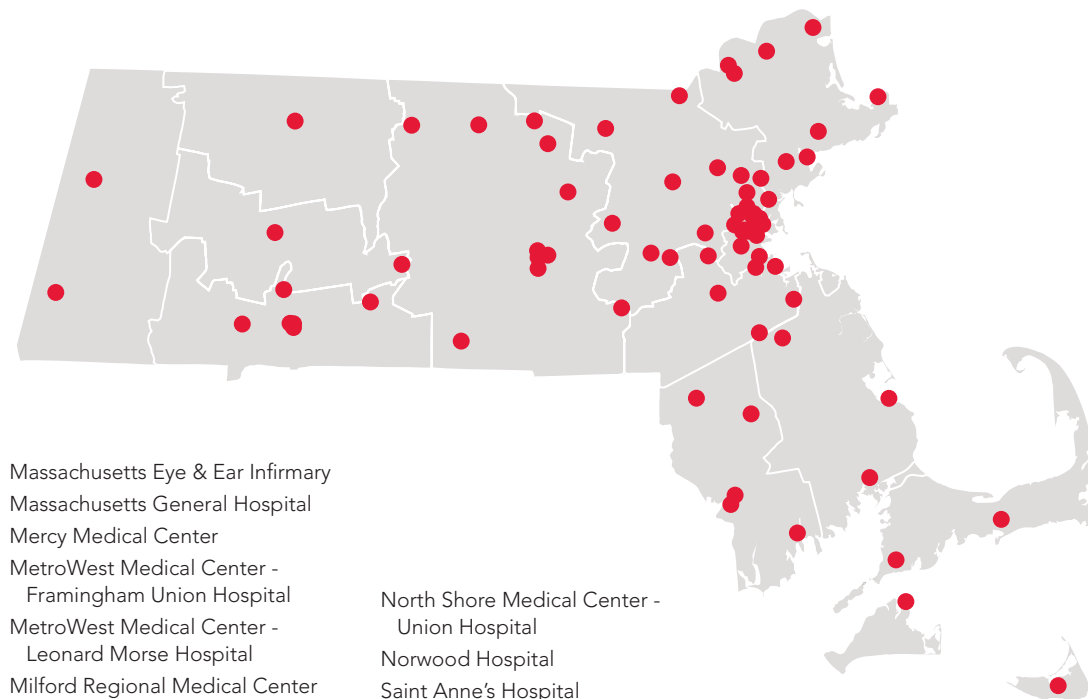 Massachusetts Eye & Ear Infirmary
Massachusetts General Hospital
Mercy Medical Center
MetroWest Medical Center -
Framingham Union Hospital
MetroWest Medical Center -
Leonard Morse Hospital
Milford Regional Medical Center
North Shore Medical Center -
Union Hospital
Norwood Hospital
Saint Anne's Hospital